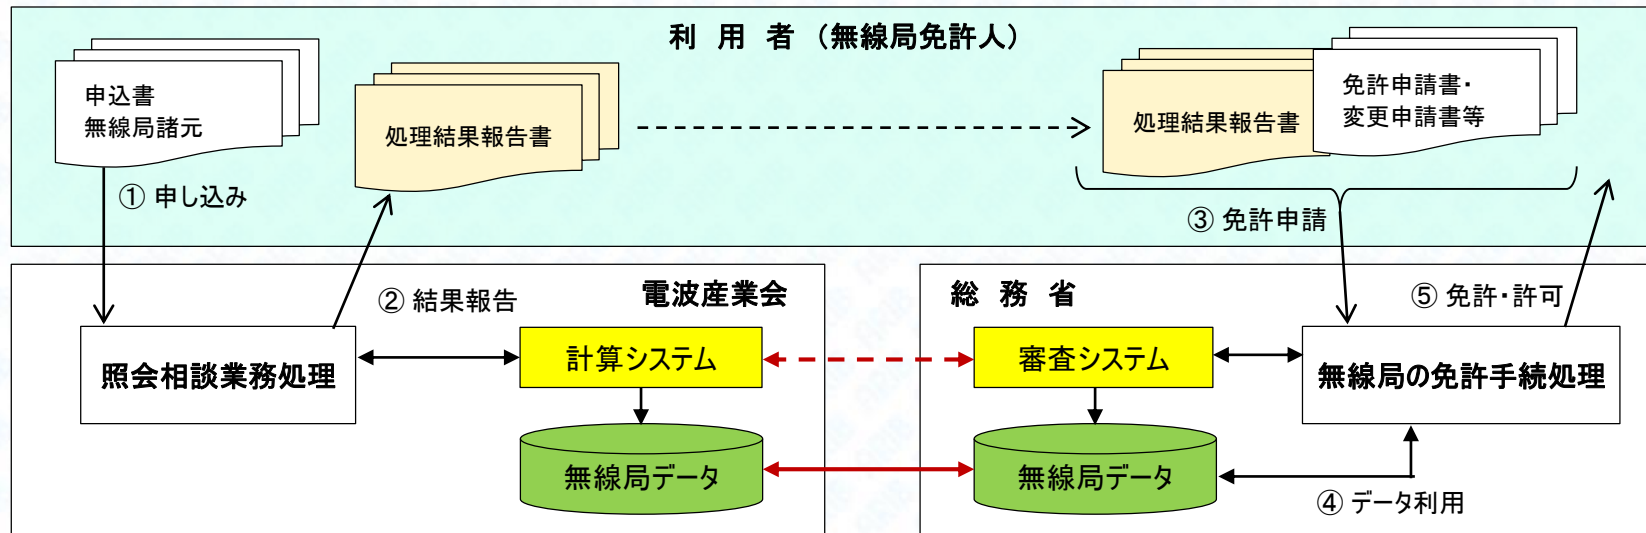 利 用 者 （無線局免許人）
申込書
無線局諸元
処理結果報告書
処理結果報告書
免許申請書・
変更申請書等
① 申し込み
③ 免許申請
② 結果報告
電波産業会
総 務 省
⑤ 免許・許可
照会相談業務処理
計算システム
審査システム
無線局の免許手続処理
無線局データ
無線局データ
④ データ利用